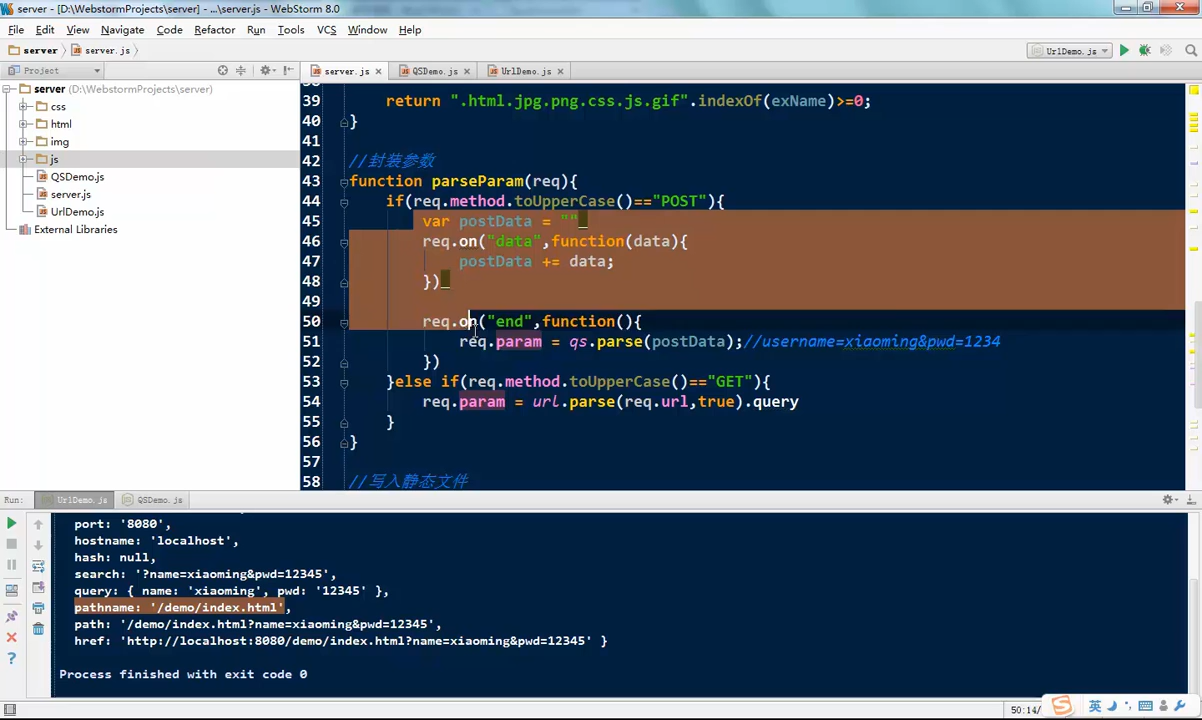 server - [D:\WebstormProjects\server] - ...\server.js - WebStorm 8.0
File Edit View Navigate Code Refactor Run Tools VCS Window Help
server server.js UrlDemo.js
Project server.js QSDemo.js UrlDemo.js
server (D:\WebstormProjects\server)
css
html
img
js
QSDemo.js
server.js
UrlDemo.js
External Libraries
39 return ".html.jpg.png.css.js.gif".indexOf(exName)>=0;
40 }
41
42 //封装参数
43 function parseParam(req){
44 if(req.method.toUpperCase()=="POST"){
45 var postData = ""
46 req.on("data",function(data){
47 postData += data;
48 })
49
50 req.on("end",function(){
51 req.param = qs.parse(postData);//username=xiaoming&pwd=1234
52 })
53 }else if(req.method.toUpperCase()=="GET"){
54 req.param = url.parse(req.url,true).query
55 }
56 }
57
58 //写入静态文件
Run: UrlDemo.js QSDemo.js
port: '8080',
hostname: 'localhost',
hash: null,
search: '?name=xiaoming&pwd=12345',
query: { name: 'xiaoming', pwd: '12345' },
pathname: '/demo/index.html',
path: '/demo/index.html?name=xiaoming&pwd=12345',
href: 'http://localhost:8080/demo/index.html?name=xiaoming&pwd=12345' }
Process finished with exit code 0
50:14/
英